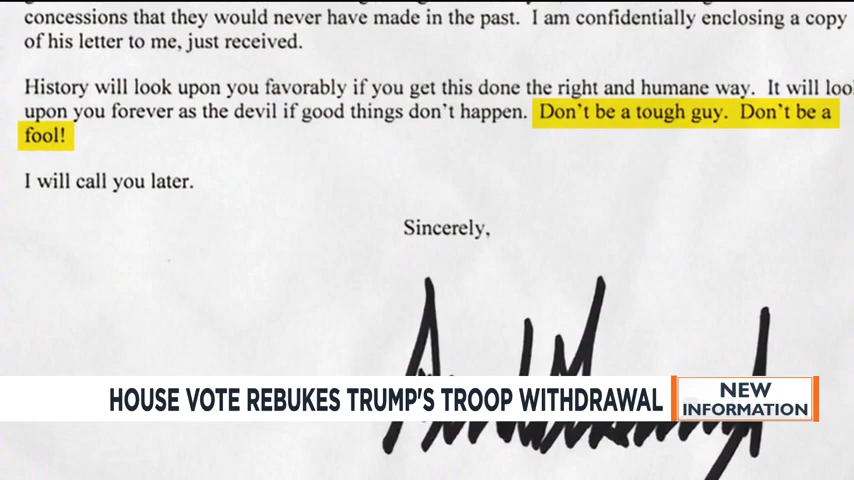 concessions that they would never have made in the past. I am confidentially enclosing a copy
of his letter to me, just received.
History will look upon you favorably if you get this done the right and humane way. It will
upon you forever as the devil if good things don't happen. Don't be a tough guy. Don't be a
fool!
I will call you later.
Sincerely,
HOUSE VOTE REBUKES TRUMP'S TROOP WITHDRAWAL
NEW
INFORMATION